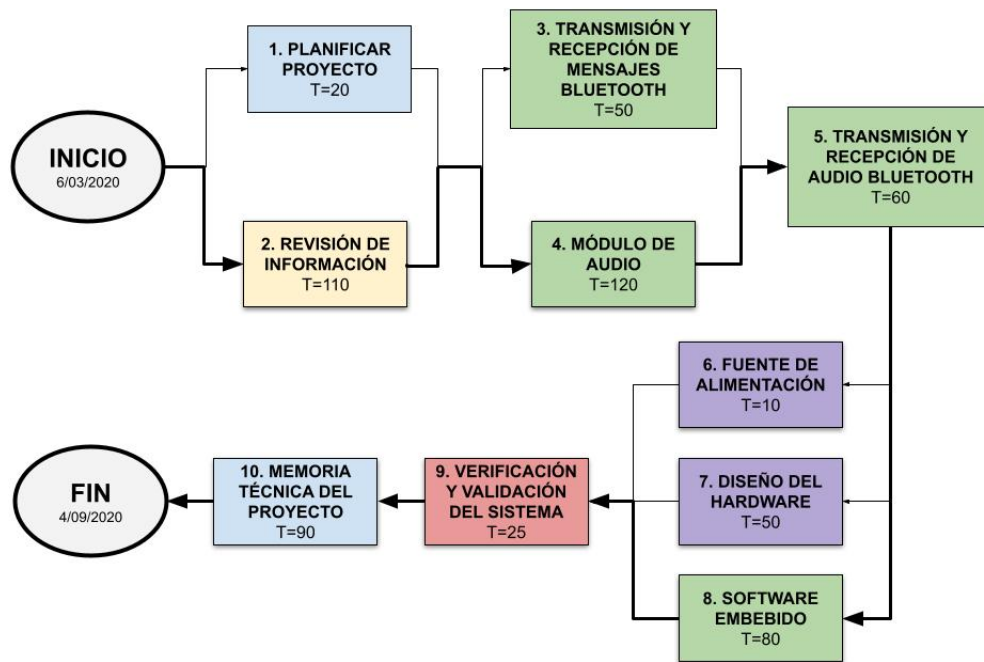 INICIO
6/03/2020
1. PLANIFICAR
PROYECTO
T=20
2. REVISIÓN DE
INFORMACIÓN
T=110
3. TRANSMISIÓN Y
RECEPCIÓN DE
MENSAJES
BLUETOOTH
T=50
4. MÓDULO DE
AUDIO
T=120
5. TRANSMISIÓN Y
RECEPCIÓN DE
AUDIO BLUETOOTH
T=60
6. FUENTE DE
ALIMENTACIÓN
T=10
7. DISEÑO DEL
HARDWARE
T=50
8. SOFTWARE
EMBEBIDO
T=80
9. VERIFICACIÓN
Y VALIDACIÓN
DEL SISTEMA
T=25
10. MEMORIA
TÉCNICA DEL
PROYECTO
T=90
FIN
4/09/2020